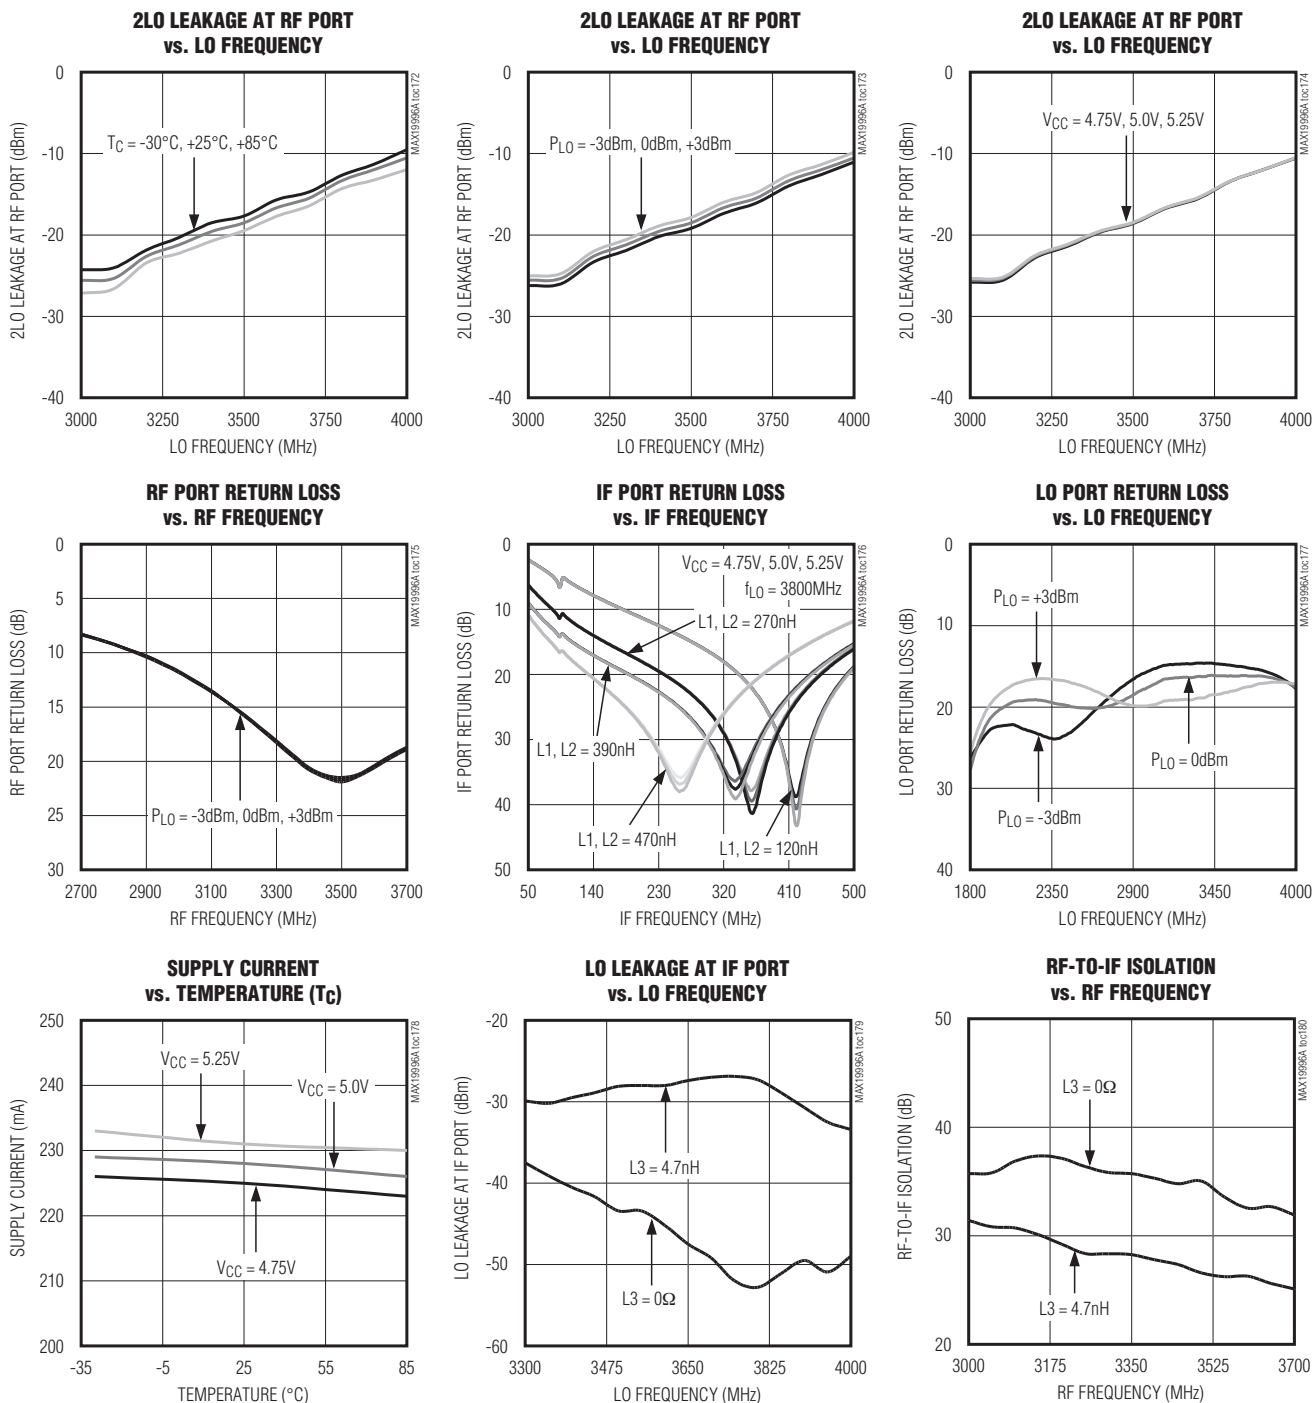 2LO LEAKAGE AT RF PORT
vs. LO FREQUENCY
0
-10
-20
-30
-40
2LO LEAKAGE AT RF PORT (dBm)
TC = -30°C, +25°C, +85°C
MAX19996A toc172
3000 3250 3500 3750 4000
LO FREQUENCY (MHz)
2LO LEAKAGE AT RF PORT
vs. LO FREQUENCY
0
-10
-20
-30
-40
2LO LEAKAGE AT RF PORT (dBm)
PLO = -3dBm, 0dBm, +3dBm
MAX19996A toc173
3000 3250 3500 3750 4000
LO FREQUENCY (MHz)
2LO LEAKAGE AT RF PORT
vs. LO FREQUENCY
0
-10
-20
-30
-40
2LO LEAKAGE AT RF PORT (dBm)
VCC = 4.75V, 5.0V, 5.25V
MAX19996A toc174
3000 3250 3500 3750 4000
LO FREQUENCY (MHz)
RF PORT RETURN LOSS
vs. RF FREQUENCY
0
5
10
15
20
25
30
RF PORT RETURN LOSS (dB)
PLO = -3dBm, 0dBm, +3dBm
MAX19996A toc175
2700 2900 3100 3300 3500 3700
RF FREQUENCY (MHz)
IF PORT RETURN LOSS
vs. IF FREQUENCY
0
10
20
30
40
50
IF PORT RETURN LOSS (dB)
VCC = 4.75V, 5.0V, 5.25V
fLO = 3800MHz
L1, L2 = 270nH
L1, L2 = 390nH
L1, L2 = 470nH
L1, L2 = 120nH
MAX19996A toc176
50 140 230 320 410 500
IF FREQUENCY (MHz)
LO PORT RETURN LOSS
vs. LO FREQUENCY
0
10
20
30
40
LO PORT RETURN LOSS (dB)
PLO = +3dBm
PLO = 0dBm
PLO = -3dBm
MAX19996A toc177
1800 2350 2900 3450 4000
LO FREQUENCY (MHz)
SUPPLY CURRENT
vs. TEMPERATURE (TC)
250
240
230
220
210
200
SUPPLY CURRENT (mA)
VCC = 5.25V
VCC = 5.0V
VCC = 4.75V
MAX19996A toc178
-35 -5 25 55 85
TEMPERATURE (°C)
LO LEAKAGE AT IF PORT
vs. LO FREQUENCY
-20
-30
-40
-50
-60
LO LEAKAGE AT IF PORT (dBm)
L3 = 4.7nH
L3 = 0Ω
MAX19996A toc179
3300 3475 3650 3825 4000
LO FREQUENCY (MHz)
RF-TO-IF ISOLATION
vs. RF FREQUENCY
50
40
30
20
RF-TO-IF ISOLATION (dB)
L3 = 0Ω
L3 = 4.7nH
MAX19996A toc180
3000 3175 3350 3525 3700
RF FREQUENCY (MHz)